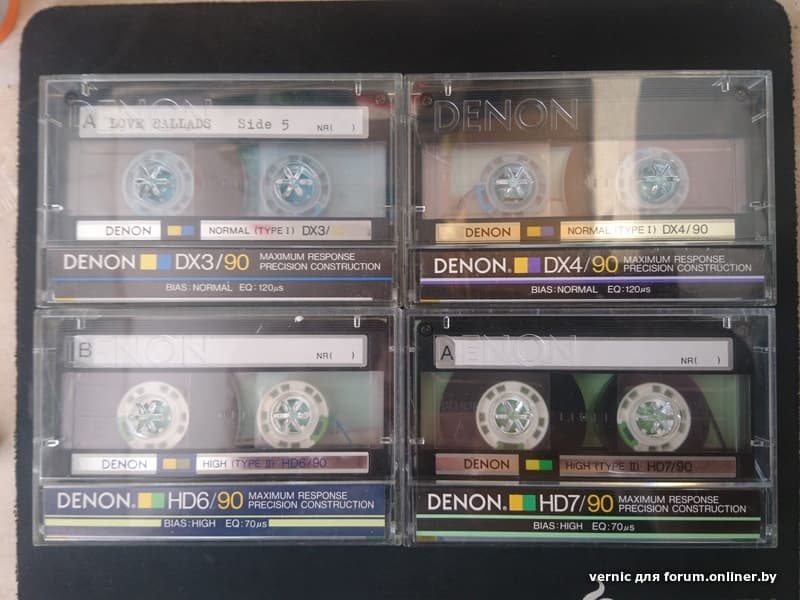 DENON
A LOVE BALLADS Side 5 NR( )
DENON NORMAL (TYPE I) DX3/
DENON DX3/90 MAXIMUM RESPONSE
PRECISION CONSTRUCTION
BIAS: NORMAL EQ: 120µs
DENON
DENON NORMAL (TYPE I) DX4/90
DENON. DX4/90 MAXIMUM RESPONSE
PRECISION CONSTRUCTION
BIAS: NORMAL EQ: 120µs
DENON
B NR( )
DENON HIGH (TYPE II) HD6/90
DENON. HD6/90 MAXIMUM RESPONSE
PRECISION CONSTRUCTION
BIAS: HIGH EQ: 70µs
DENON
A NR( )
DENON HIGH (TYPE II) HD7/90
DENON. HD7/90 MAXIMUM RESPONSE
PRECISION CONSTRUCTION
BIAS: HIGH EQ: 70µs
vernic для forum.onliner.by